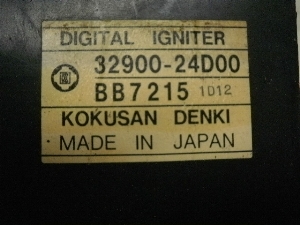 DIGITAL IGNITER
32900-24D00
BB7215 1D12
KOKUSAN DENKI
MADE IN JAPAN